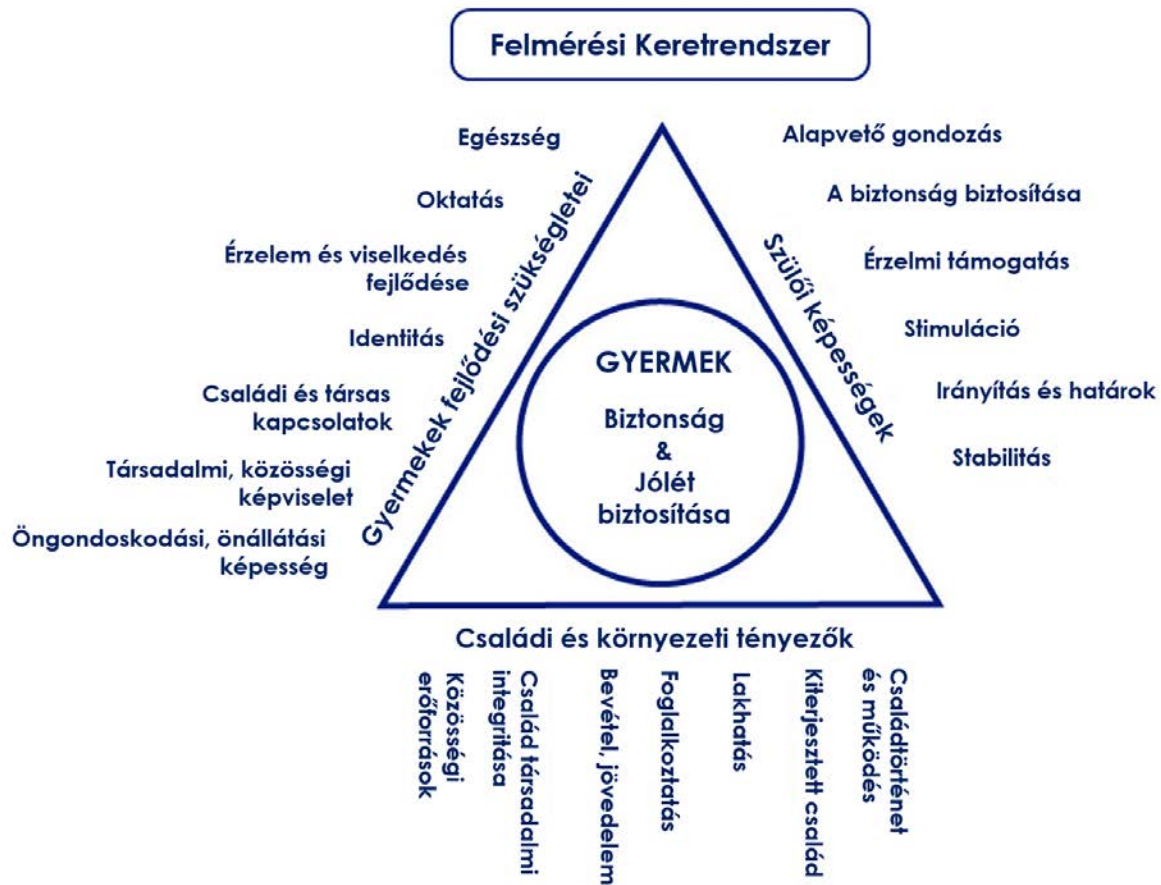 Felmérési Keretrendszer
Egészség
Oktatás
Érzelem és viselkedés
fejlődése
Identitás
Családi és társas
kapcsolatok
Társadalmi, közösségi
képviselet
Öngondoskodási, önállátási
képesség
Gyermekek fejlődési szükségletei
GYERMEK
Biztonság
&
Jólét
biztosítása
Szülői képességek
Alapvető gondozás
A biztonság biztosítása
Érzelmi támogatás
Stimuláció
Irányítás és határok
Stabilitás
Családi és környezeti tényezők
Közösségi
erőforrások
Család társadalmi
integritása
Bevétel, jövedelem
Foglalkoztatás
Lakhatás
Kiterjesztett család
Családtörténet
és működés